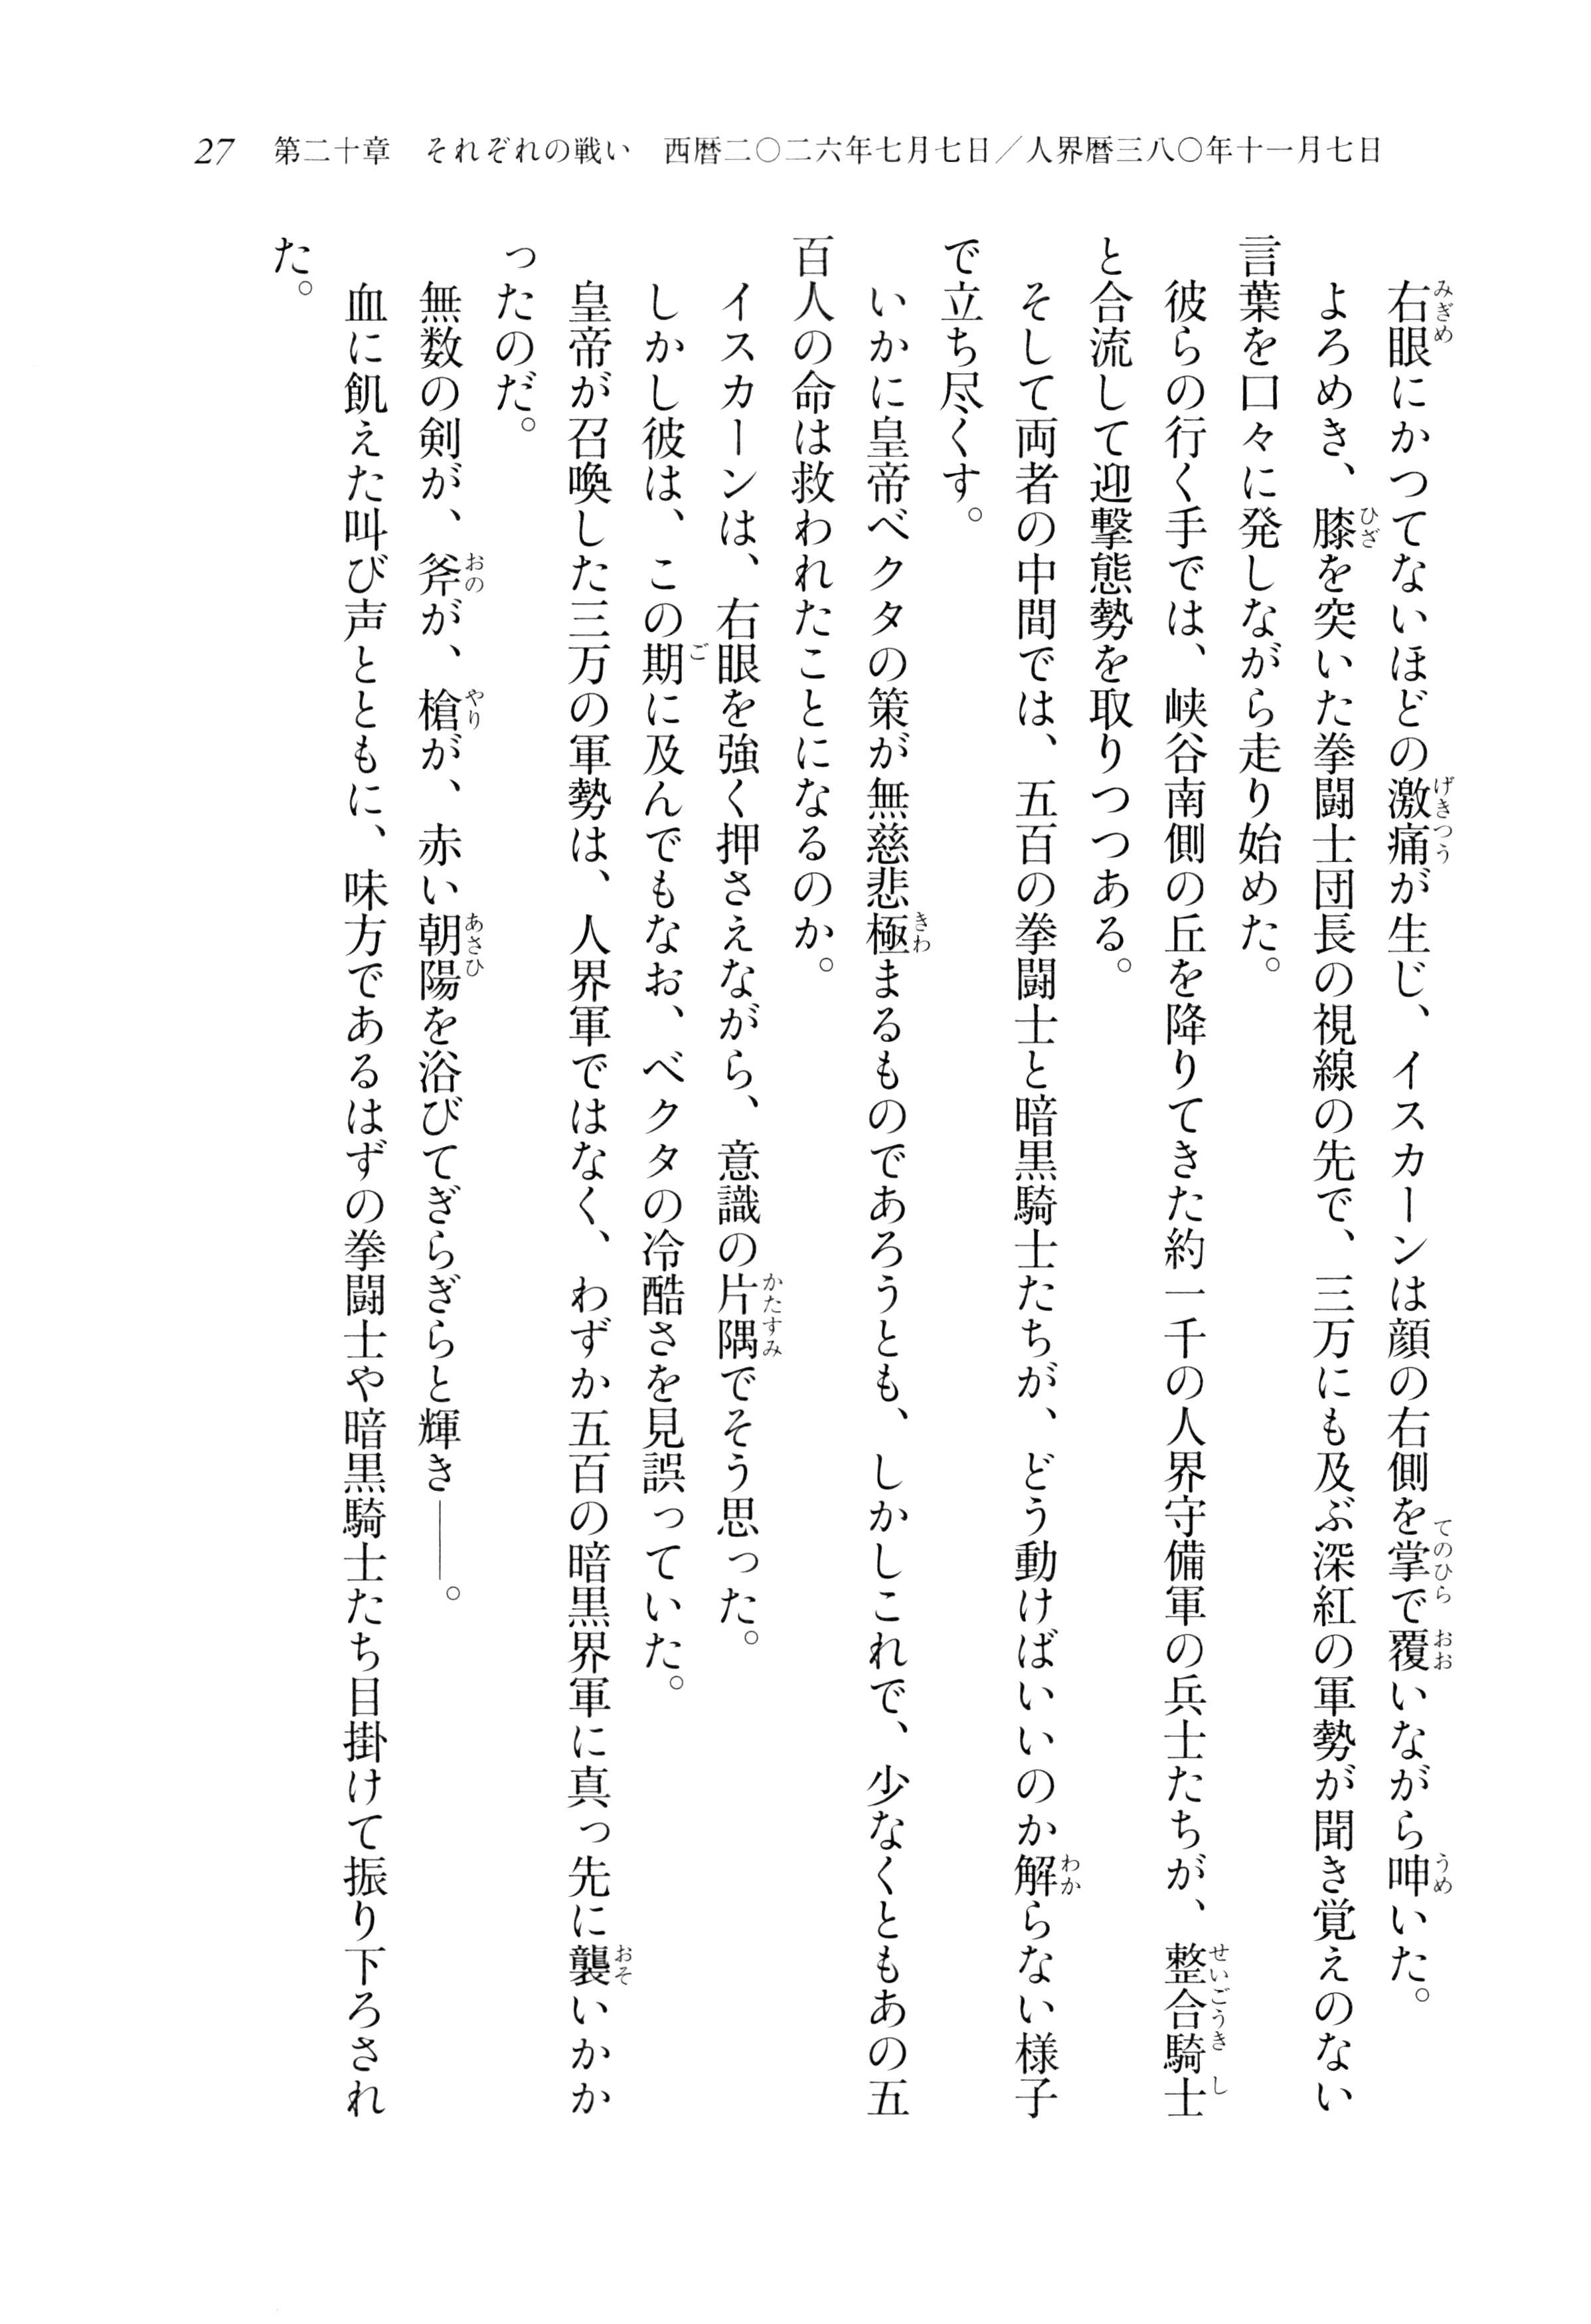 27　第二十章　それぞれの戦い　西暦二〇二六年七月七日／人界暦三八〇年十一月七日
右眼にかつてないほどの激痛が生じ、イスカーンは顔の右側を掌で覆いながら呻いた。
よろめき、膝を突いた拳闘士団長の視線の先で、三万にも及ぶ深紅の軍勢が聞き覚えのない
言葉を口々に発しながら走り始めた。
彼らの行く手では、峡谷南側の丘を降りてきた約一千の人界守備軍の兵士たちが、整合騎士
と合流して迎撃態勢を取りつつある。
そして両者の中間では、五百の拳闘士と暗黒騎士たちが、どう動けばいいのか解らない様子
で立ち尽くす。
いかに皇帝ベクタの策が無慈悲極まるものであろうとも、しかしこれで、少なくともあの五
百人の命は救われたことになるのか。
イスカーンは、右眼を強く押さえながら、意識の片隅でそう思った。
しかし彼は、この期に及んでもなお、ベクタの冷酷さを見誤っていた。
皇帝が召喚した三万の軍勢は、人界軍ではなく、わずか五百の暗黒界軍に真っ先に襲いかか
ったのだ。
無数の剣が、斧が、槍が、赤い朝陽を浴びてぎらぎらと輝き――。
血に飢えた叫び声とともに、味方であるはずの拳闘士や暗黒騎士たち目掛けて振り下ろされ
た。